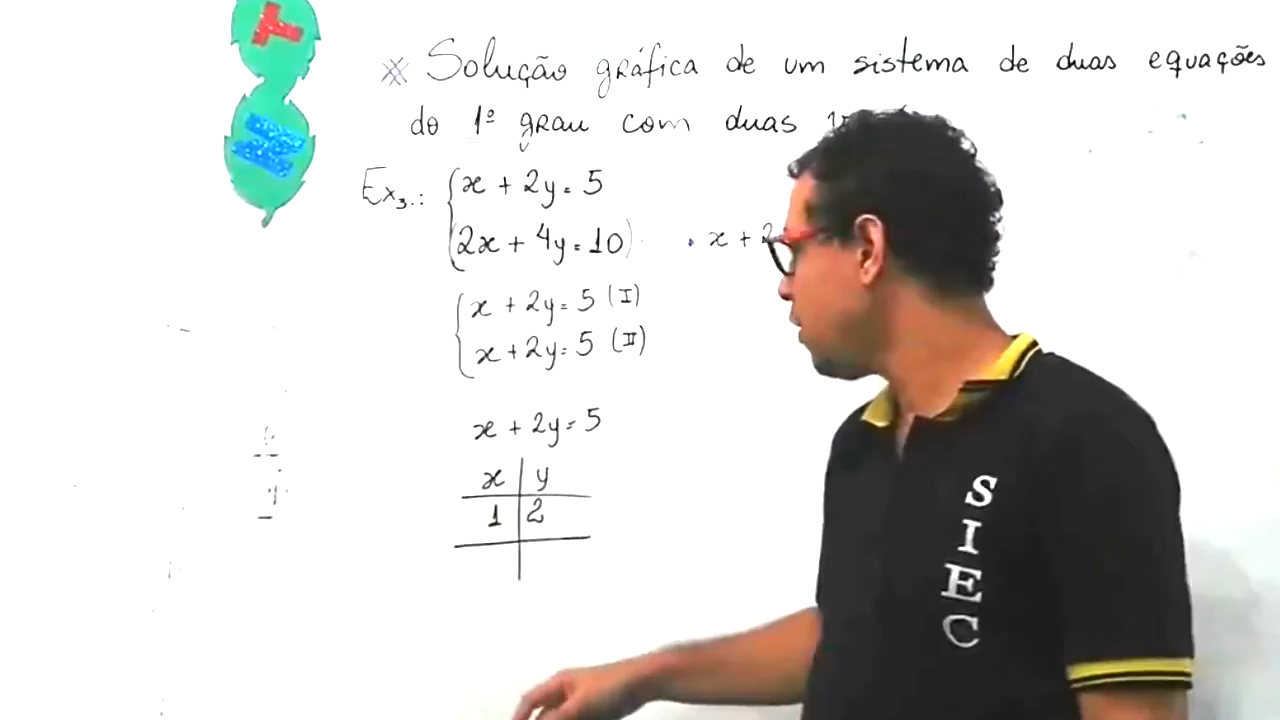 * Solução gráfica de um sistema de duas equações
do 1º grau com duas
Ex3.: { x + 2y = 5
2x + 4y = 10
x + 2
{ x + 2y = 5 (I)
x + 2y = 5 (II)
x + 2y = 5
x | y
1 | 2
S
I
E
C